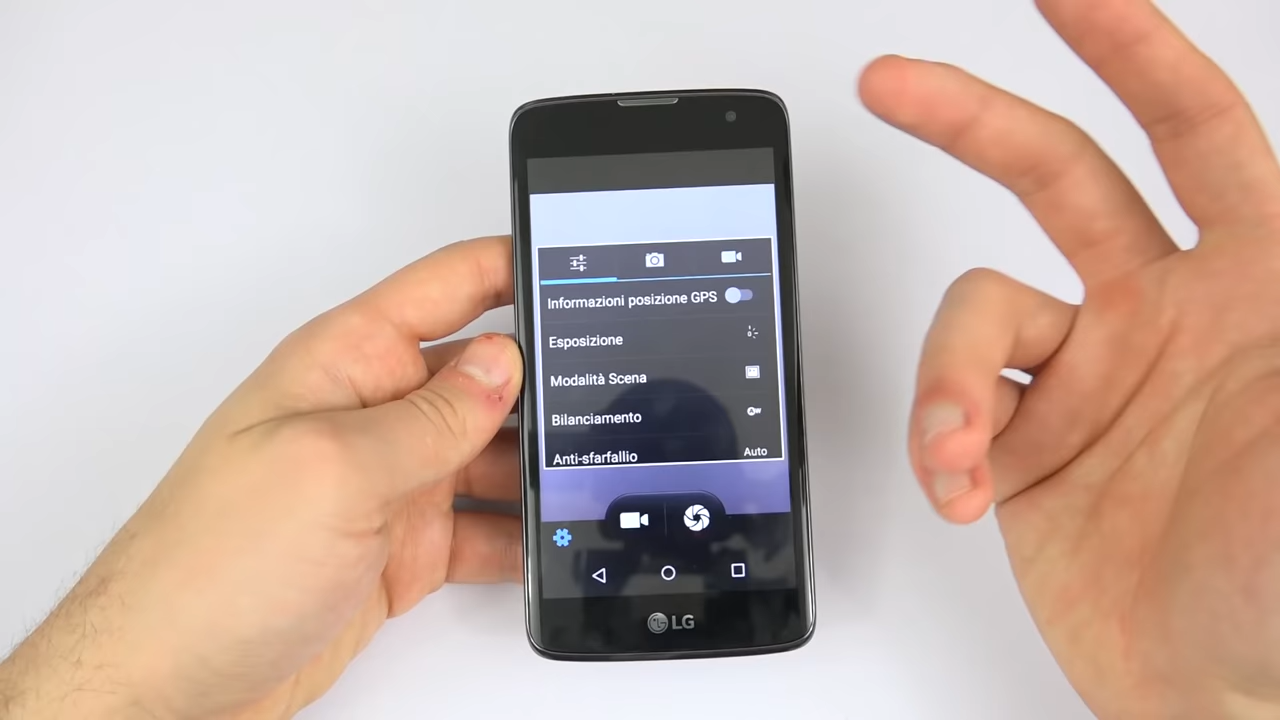 Informazioni posizione GPS
Esposizione
Modalità Scena
Bilanciamento
Anti-sfarfallio Auto
LG